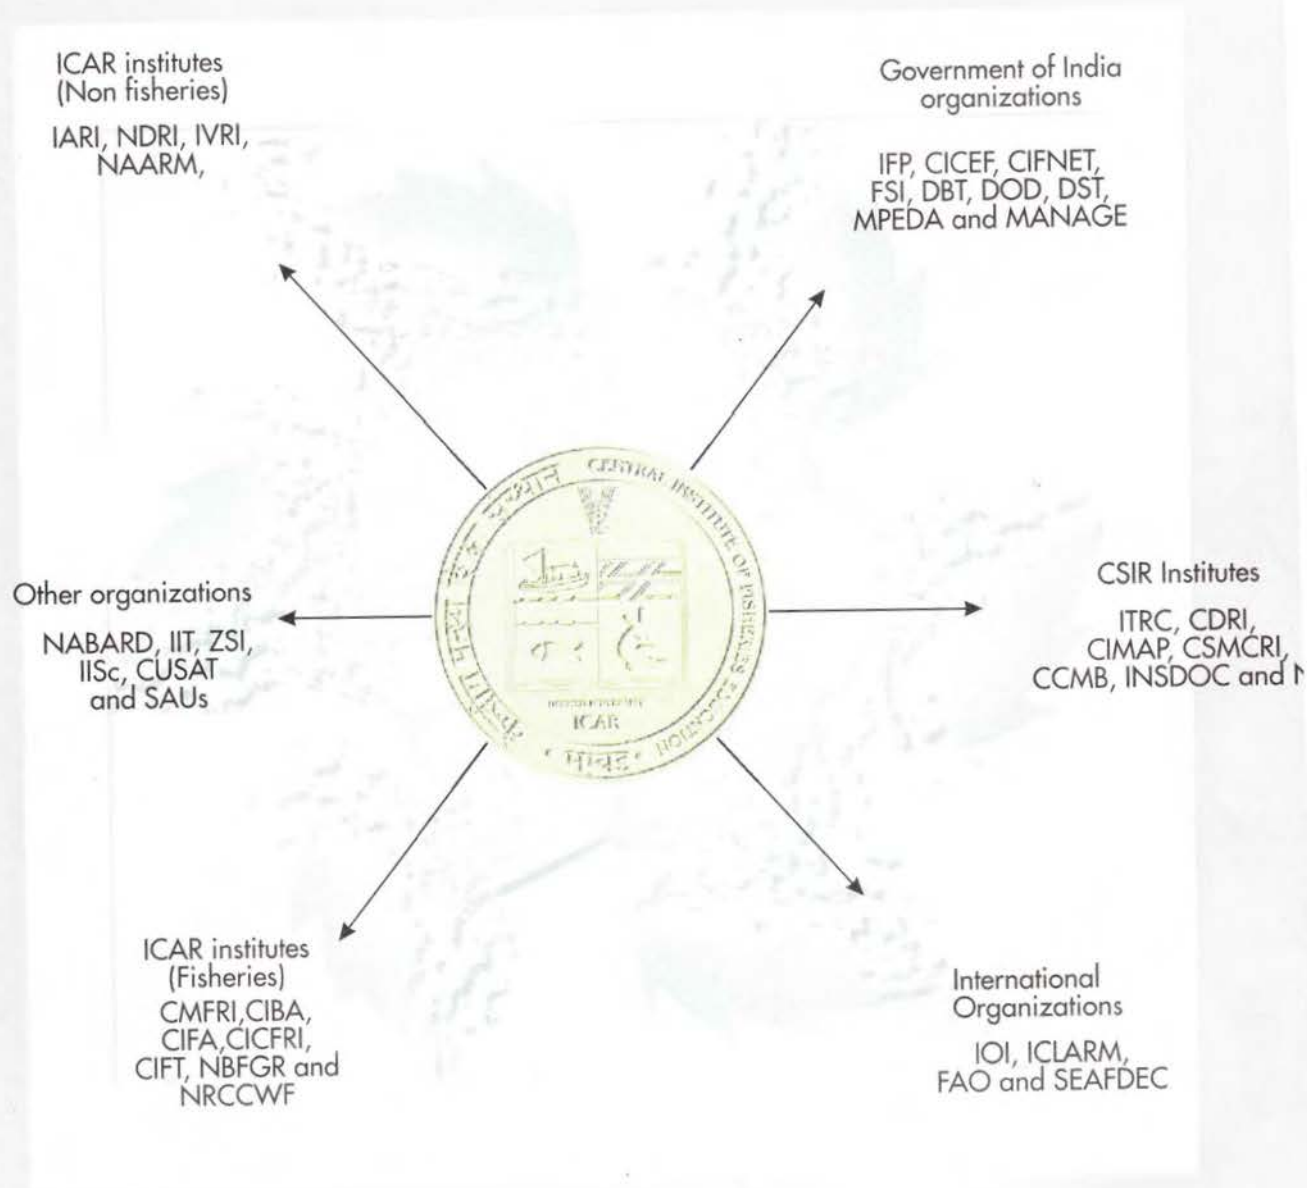 ICAR institutes
(Non fisheries)
IARI, NDRI, IVRI,
NAARM,
Government of India
organizations
IFP, CICEF, CIFNET,
FSI, DBT, DOD, DST,
MPEDA and MANAGE
CENTRAL INSTITUTE OF FISHERIES EDUCATION
ICAR
Other organizations
NABARD, IIT, ZSI,
IISc, CUSAT
and SAUs
CSIR Institutes
ITRC, CDRI,
CIMAP, CSMCRI,
CCMB, INSDOC and
ICAR institutes
(Fisheries)
CMFRI,CIBA,
CIFA,CICFRI,
CIFT, NBFGR and
NRCCWF
International
Organizations
IOI, ICLARM,
FAO and SEAFDEC